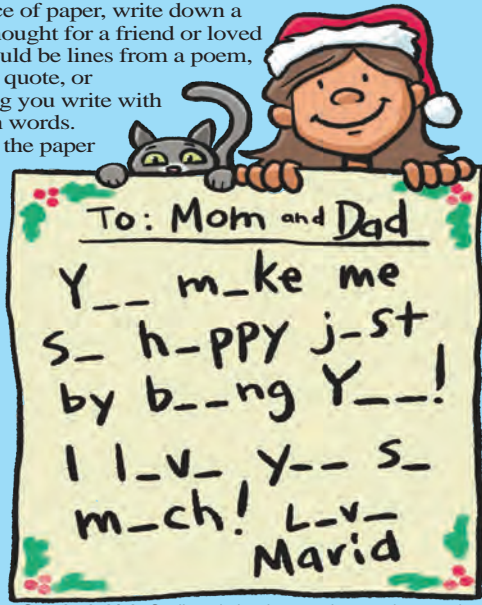 ce of paper, write down a
hought for a friend or loved
uld be lines from a poem,
quote, or
g you write with
n words.
the paper
To: Mom and Dad
Y__ m_ke me
s_ h_ppy j_st
by b__ng Y__!
I l_v_ y__ s_
m_ch! L_v_
Marid